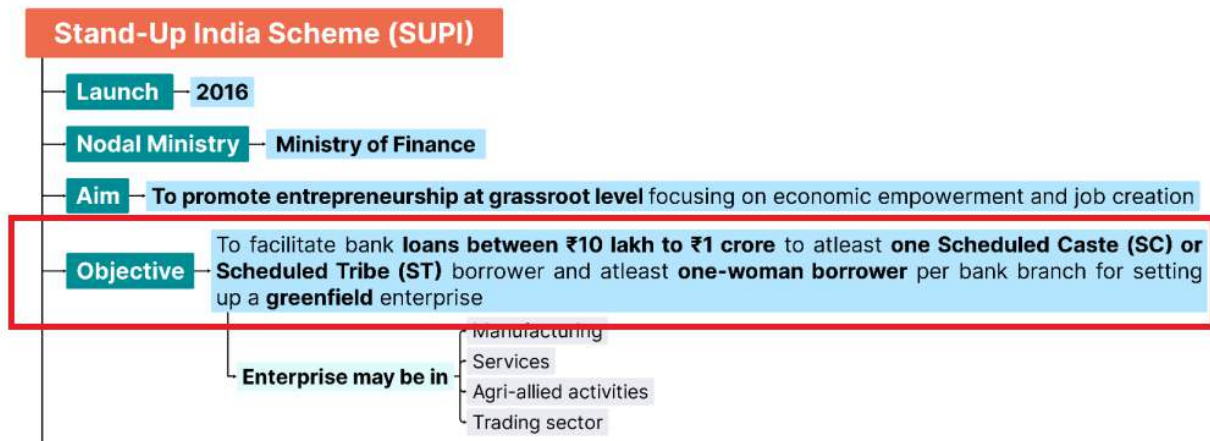 Stand-Up India Scheme (SUPI)
Launch 2016
Nodal Ministry Ministry of Finance
Aim To promote entrepreneurship at grassroot level focusing on economic empowerment and job creation
Objective To facilitate bank loans between ₹10 lakh to ₹1 crore to atleast one Scheduled Caste (SC) or
Scheduled Tribe (ST) borrower and atleast one-woman borrower per bank branch for setting
up a greenfield enterprise
Enterprise may be in
Manufacturing
Services
Agri-allied activities
Trading sector